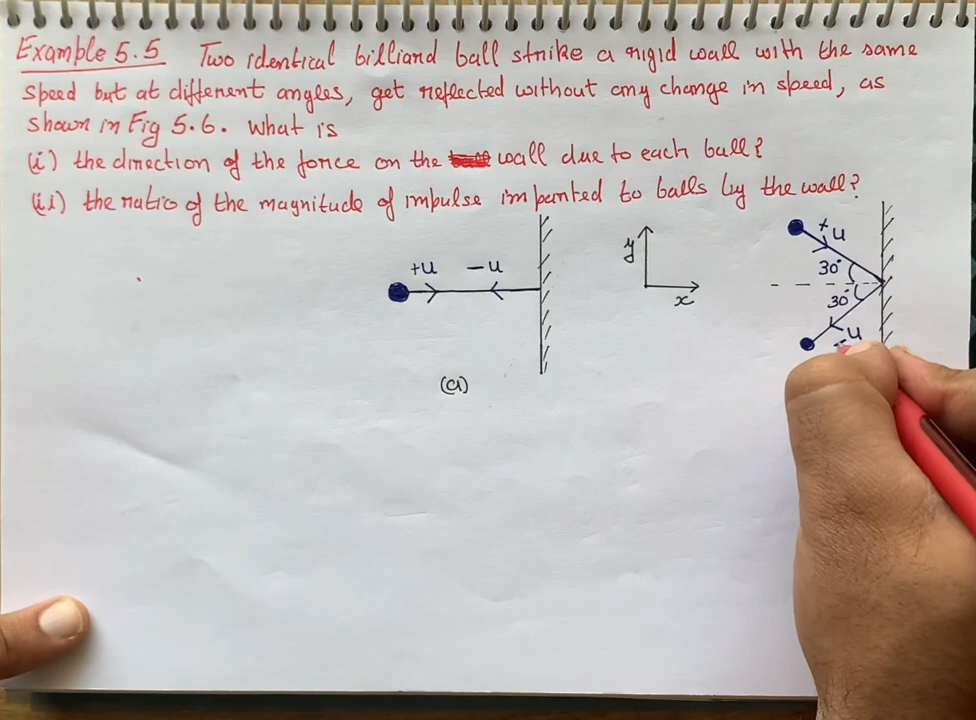 Example 5.5 Two identical billiard ball strike a rigid wall with the same
speed but at different angles, get reflected without any change in speed, as
shown in Fig 5.6. What is
(i) the direction of the force on the wall due to each ball?
(ii) the ratio of the magnitude of impulse imparted to balls by the wall?
+u -u
y
x
(a)
+u
30°
30°
-u